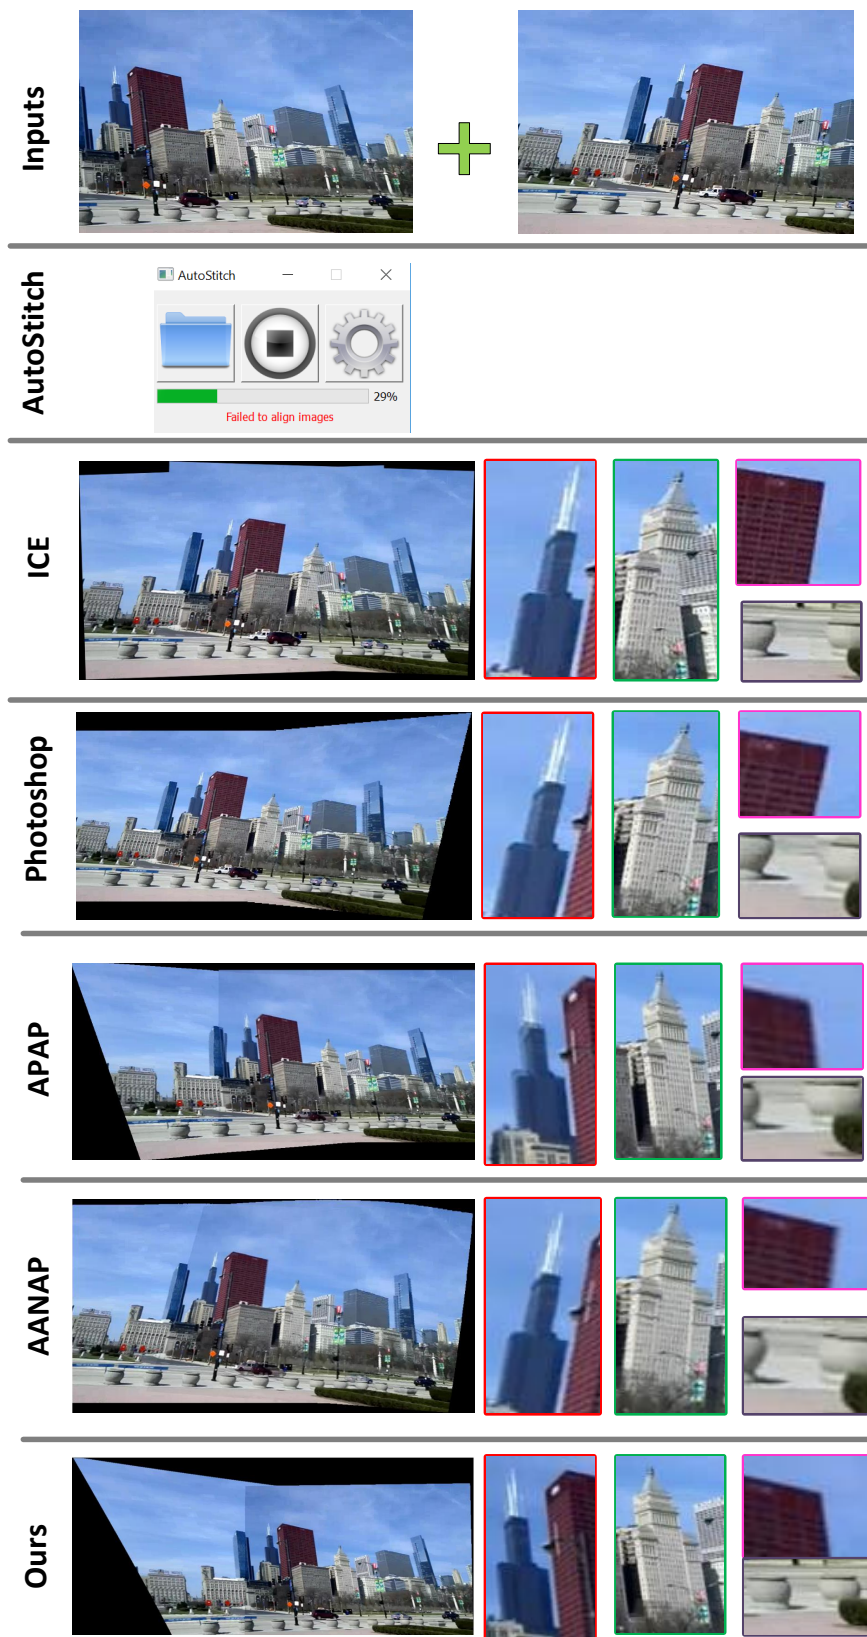 Inputs
AutoStitch
AutoStitch
29%
Failed to align images
ICE
Photoshop
APAP
AANAP
Ours